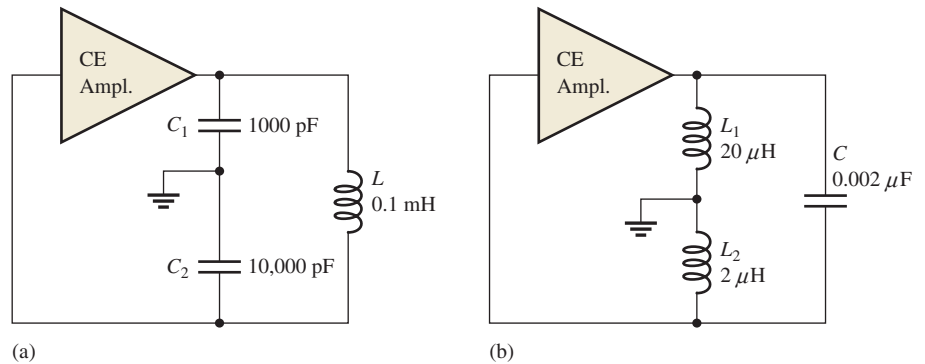 CE
Ampl.
C₁
1000 pF
L
0.1 mH
C₂
10,000 pF
(a)
CE
Ampl.
L₁
20 μH
C
0.002 μF
L₂
2 μH
(b)